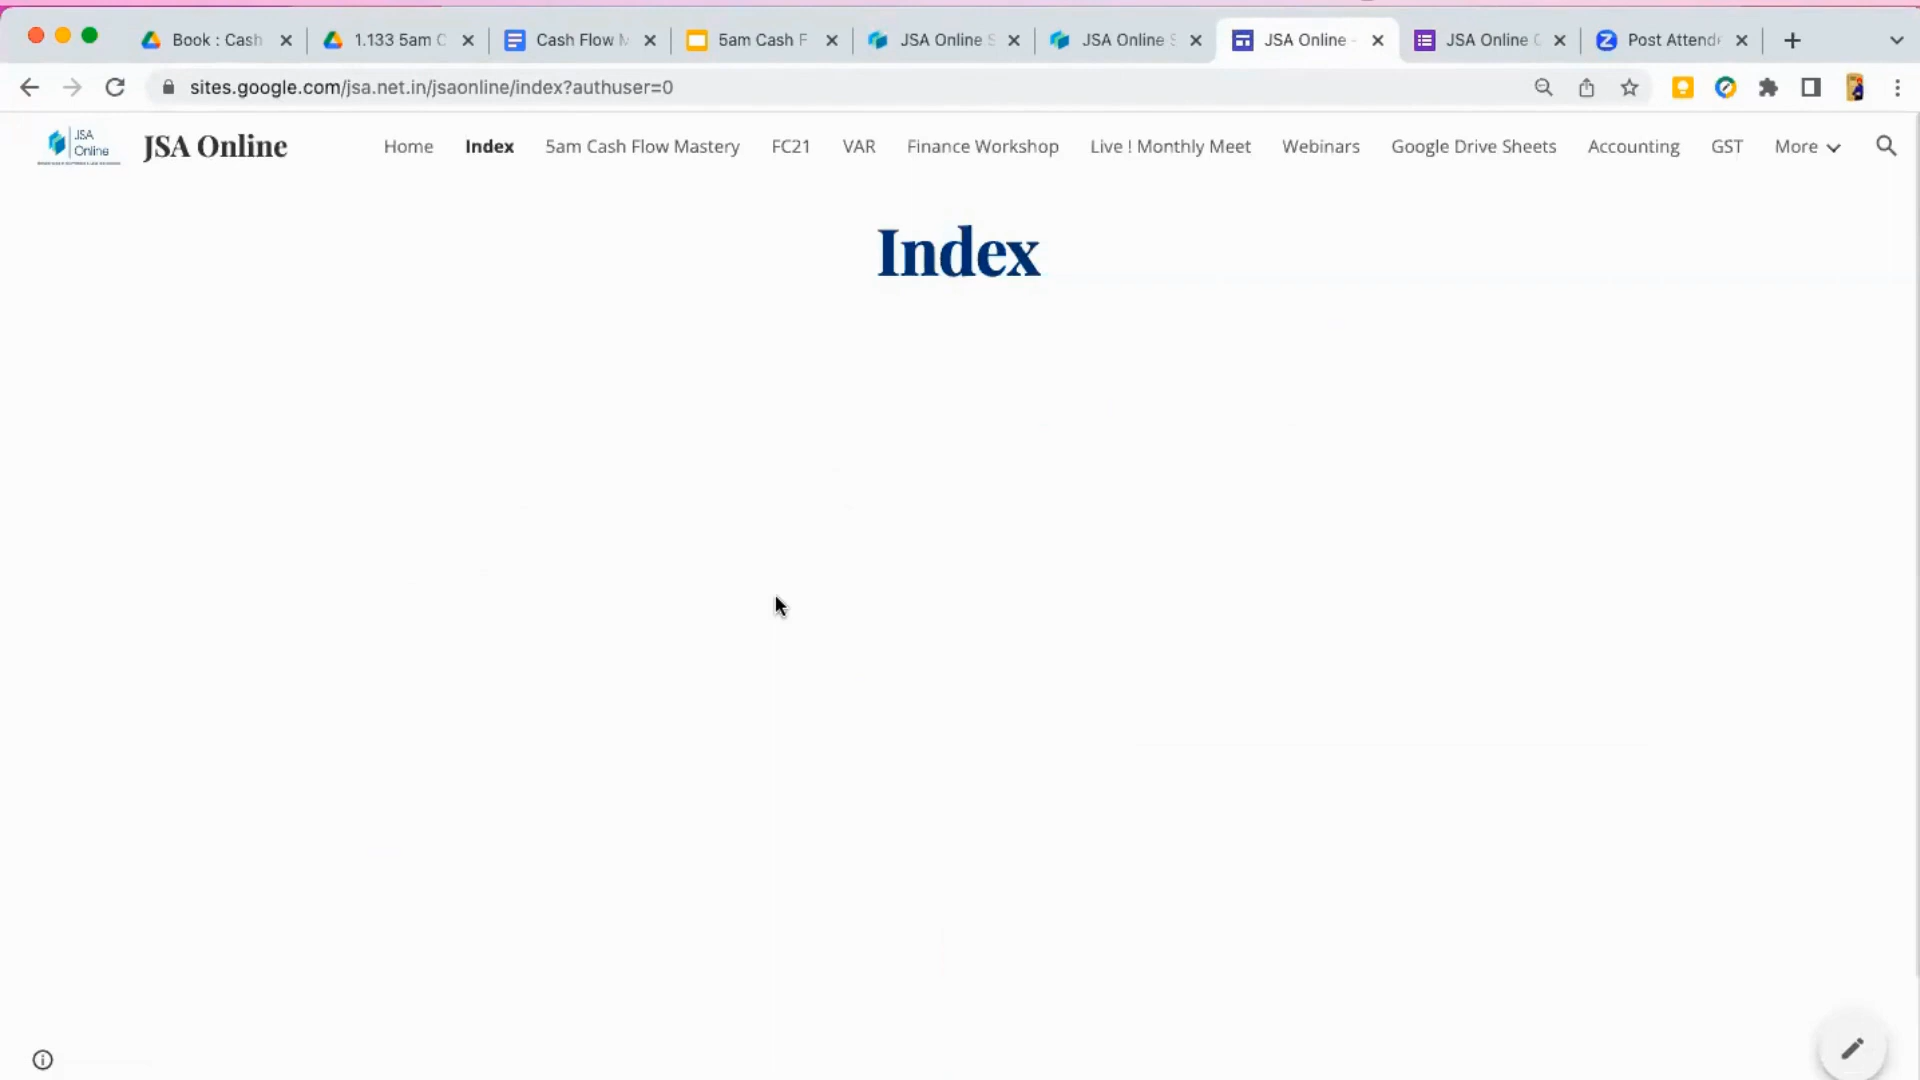 Book : Cash
1.133 5am C
Cash Flow M
5am Cash F
JSA Online S
JSA Online S
JSA Online -
JSA Online C
Post Attend
sites.google.com/jsa.net.in/jsaonline/index?authuser=0
JSA
Online
JSA Online
Home
Index
5am Cash Flow Mastery
FC21
VAR
Finance Workshop
Live ! Monthly Meet
Webinars
Google Drive Sheets
Accounting
GST
More
Index